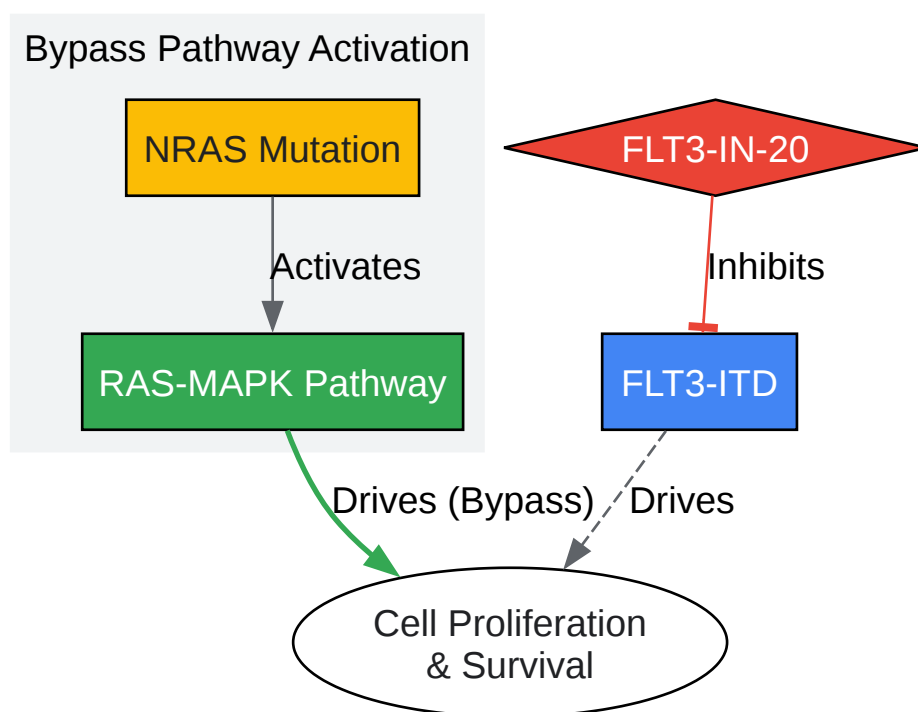 Bypass Pathway Activation
NRAS Mutation
FLT3-IN-20
Activates
Inhibits
RAS-MAPK Pathway
FLT3-ITD
Drives (Bypass)
Drives
Cell Proliferation
& Survival